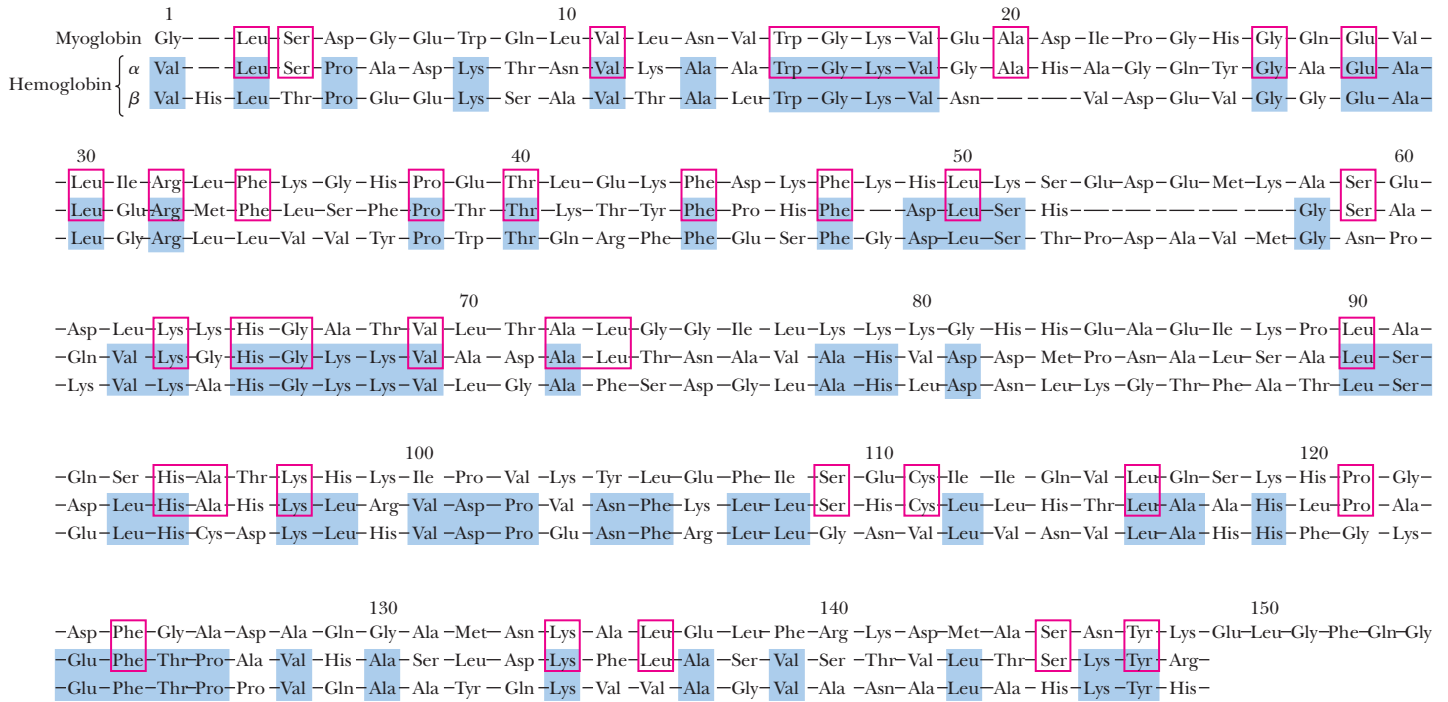 1 10 20
Myoglobin Gly— —Leu—Ser—Asp—Gly—Glu—Trp—Gln—Leu—Val—Leu—Asn—Val—Trp—Gly—Lys—Val—Glu—Ala—Asp—Ile—Pro—Gly—His—Gly—Gln—Glu—Val—
Hemoglobin α Val— —Leu—Ser—Pro—Ala—Asp—Lys—Thr—Asn—Val—Lys—Ala—Ala—Trp—Gly—Lys—Val—Gly—Ala—His—Ala—Gly—Gln—Tyr—Gly—Ala—Glu—Ala—
β Val—His—Leu—Thr—Pro—Glu—Glu—Lys—Ser—Ala—Val—Thr—Ala—Leu—Trp—Gly—Lys—Val—Asn— — — —Val—Asp—Glu—Val—Gly—Gly—Glu—Ala—
30 40 50 60
—Leu—Ile—Arg—Leu—Phe—Lys—Gly—His—Pro—Glu—Thr—Leu—Glu—Lys—Phe—Asp—Lys—Phe—Lys—His—Leu—Lys—Ser—Glu—Asp—Glu—Met—Lys—Ala—Ser—Glu—
—Leu—Glu—Arg—Met—Phe—Leu—Ser—Phe—Pro—Thr—Thr—Lys—Thr—Tyr—Phe—Pro—His—Phe— —Asp—Leu—Ser—His— — — — — — —Gly—Ser—Ala—
—Leu—Gly—Arg—Leu—Leu—Val—Val—Tyr—Pro—Trp—Thr—Gln—Arg—Phe—Phe—Glu—Ser—Phe—Gly—Asp—Leu—Ser—Thr—Pro—Asp—Ala—Val—Met—Gly—Asn—Pro—
70 80 90
—Asp—Leu—Lys—Lys—His—Gly—Ala—Thr—Val—Leu—Thr—Ala—Leu—Gly—Gly—Ile—Leu—Lys—Lys—Lys—Gly—His—His—Glu—Ala—Glu—Ile—Lys—Pro—Leu—Ala—
—Gln—Val—Lys—Gly—His—Gly—Lys—Lys—Val—Ala—Asp—Ala—Leu—Thr—Asn—Ala—Val—Ala—His—Val—Asp—Asp—Met—Pro—Asn—Ala—Leu—Ser—Ala—Leu—Ser—
—Lys—Val—Lys—Ala—His—Gly—Lys—Lys—Val—Leu—Gly—Ala—Phe—Ser—Asp—Gly—Leu—Ala—His—Leu—Asp—Asn—Leu—Lys—Gly—Thr—Phe—Ala—Thr—Leu—Ser—
100 110 120
—Gln—Ser—His—Ala—Thr—Lys—His—Lys—Ile—Pro—Val—Lys—Tyr—Leu—Glu—Phe—Ile—Ser—Glu—Cys—Ile—Ile—Gln—Val—Leu—Gln—Ser—Lys—His—Pro—Gly—
—Asp—Leu—His—Ala—His—Lys—Leu—Arg—Val—Asp—Pro—Val—Asn—Phe—Lys—Leu—Leu—Ser—His—Cys—Leu—Leu—His—Thr—Leu—Ala—Ala—His—Leu—Pro—Ala—
—Glu—Leu—His—Cys—Asp—Lys—Leu—His—Val—Asp—Pro—Glu—Asn—Phe—Arg—Leu—Leu—Gly—Asn—Val—Leu—Val—Asn—Val—Leu—Ala—His—His—Phe—Gly—Lys—
130 140 150
—Asp—Phe—Gly—Ala—Asp—Ala—Gln—Gly—Ala—Met—Asn—Lys—Ala—Leu—Glu—Leu—Phe—Arg—Lys—Asp—Met—Ala—Ser—Asn—Tyr—Lys—Glu—Leu—Gly—Phe—Gln—Gly
—Glu—Phe—Thr—Pro—Ala—Val—His—Ala—Ser—Leu—Asp—Lys—Phe—Leu—Ala—Ser—Val—Ser—Thr—Val—Leu—Thr—Ser—Lys—Tyr—Arg—
—Glu—Phe—Thr—Pro—Pro—Val—Gln—Ala—Ala—Tyr—Gln—Lys—Val—Val—Ala—Gly—Val—Ala—Asn—Ala—Leu—Ala—His—Lys—Tyr—His—